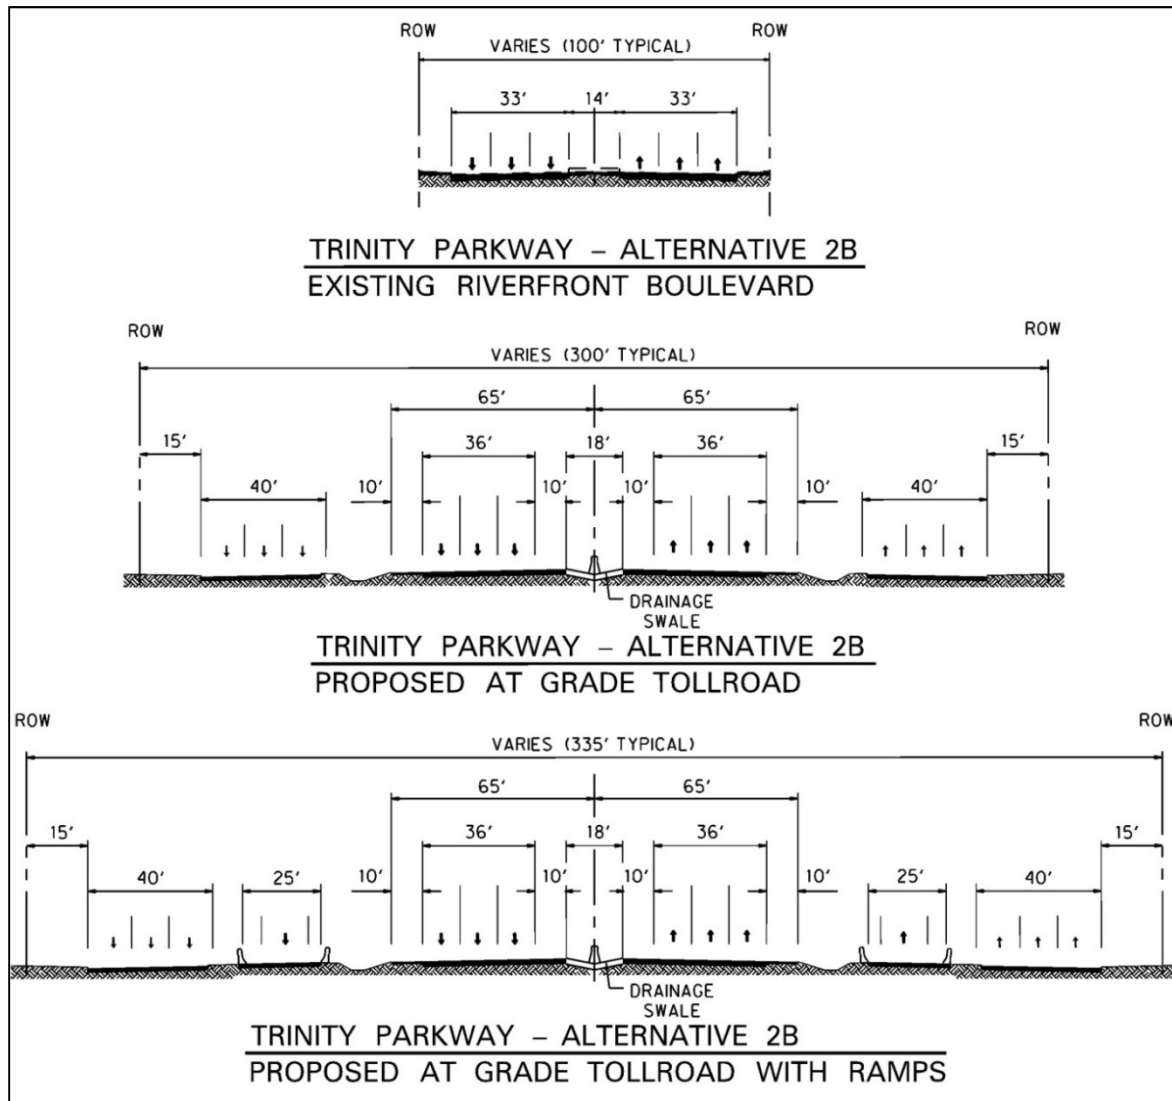 ROW ROW
VARIES (100' TYPICAL)
33' 14' 33'
TRINITY PARKWAY – ALTERNATIVE 2B
EXISTING RIVERFRONT BOULEVARD
ROW ROW
VARIES (300' TYPICAL)
65' 65'
15' 36' 18' 36' 15'
40' 10' 10' 10' 10' 40'
DRAINAGE
SWALE
TRINITY PARKWAY – ALTERNATIVE 2B
PROPOSED AT GRADE TOLLROAD
ROW ROW
VARIES (335' TYPICAL)
65' 65'
15' 36' 18' 36' 15'
40' 25' 10' 10' 10' 10' 25' 40'
DRAINAGE
SWALE
TRINITY PARKWAY – ALTERNATIVE 2B
PROPOSED AT GRADE TOLLROAD WITH RAMPS